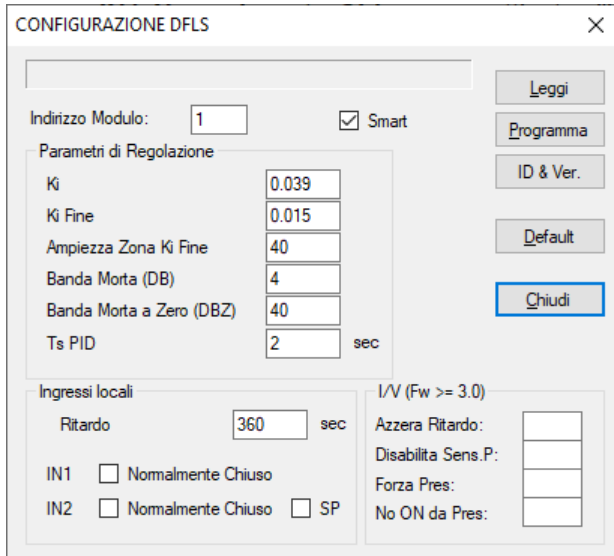 CONFIGURAZIONE DFLS
Leggi
Indirizzo Modulo: 1 Smart
Programma
Parametri di Regolazione
ID & Ver.
Ki 0.039
Ki Fine 0.015
Ampiezza Zona Ki Fine 40
Default
Banda Morta (DB) 4
Banda Morta a Zero (DBZ) 40
Chiudi
Ts PID 2 sec
Ingressi locali
Ritardo 360 sec
IN1 Normalmente Chiuso
IN2 Normalmente Chiuso SP
I/V (Fw >= 3.0)
Azzera Ritardo:
Disabilita Sens.P:
Forza Pres:
No ON da Pres: